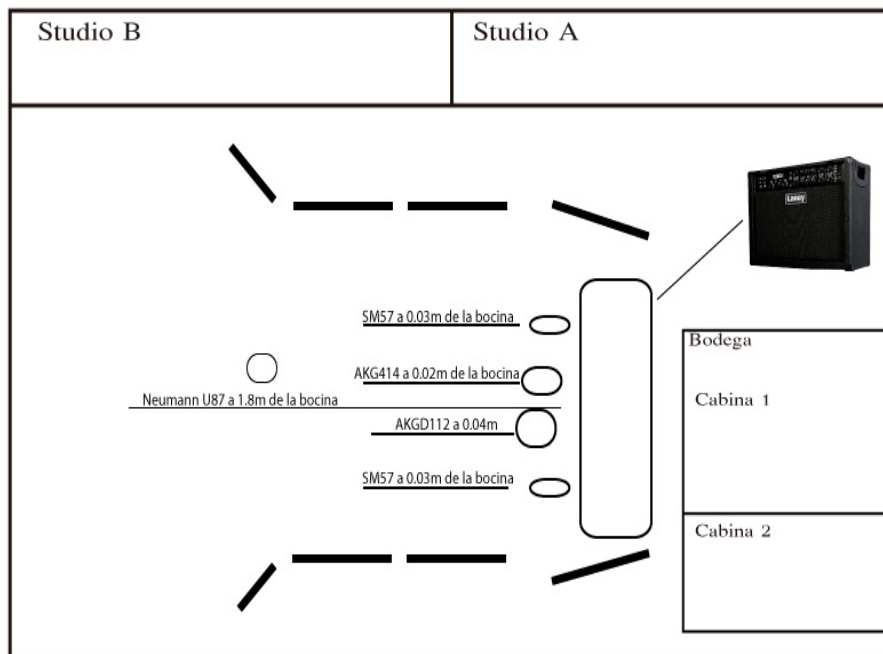 Studio B
Studio A
Laney
SM57 a 0.03m de la bocina
Bodega
AKG414 a 0.02m de la bocina
Neumann U87 a 1.8m de la bocina
Cabina 1
AKGD112 a 0.04m
SM57 a 0.03m de la bocina
Cabina 2